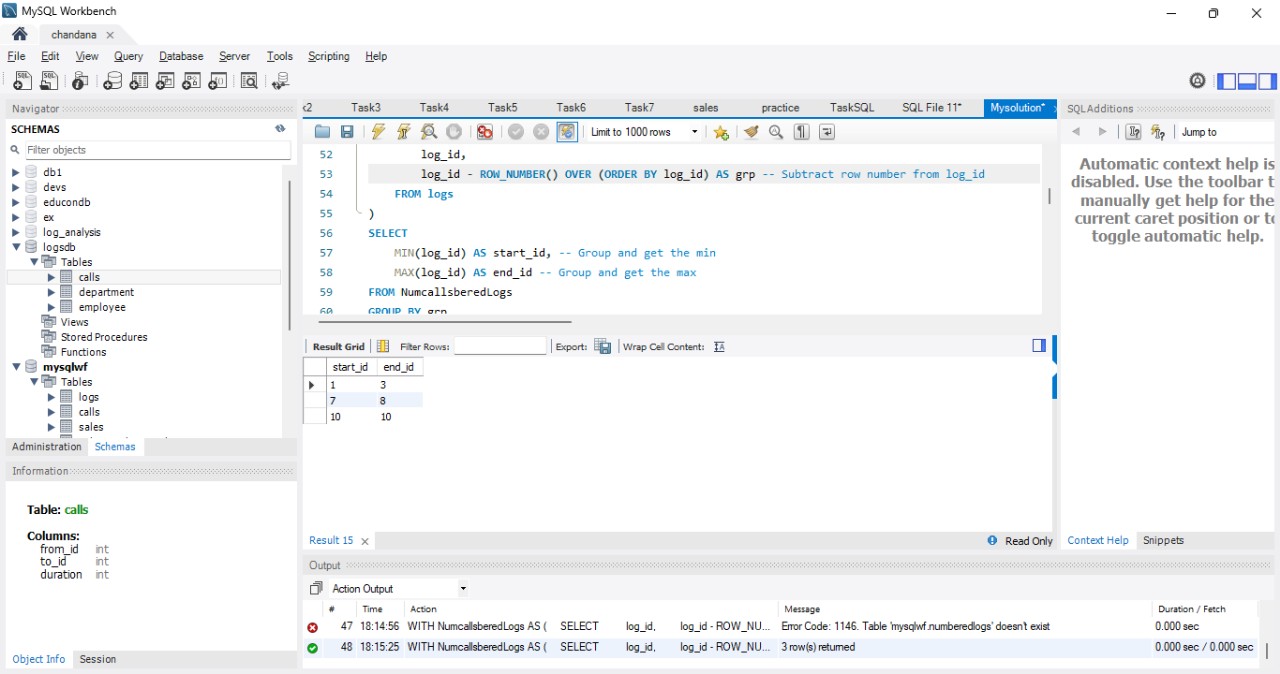 MySQL Workbench
chandana
File Edit View Query Database Server Tools Scripting Help
Navigator
SCHEMAS
Filter objects
db1
devs
educondb
ex
log_analysis
logsdb
Tables
calls
department
employee
Views
Stored Procedures
Functions
mysqlwf
Tables
logs
calls
sales
Administration Schemas
Information
Table: calls
Columns:
from_id int
to_id int
duration int
Object Info Session
k2 Task3 Task4 Task5 Task6 Task7 sales practice TaskSQL SQL File 11* Mysolution*
Limit to 1000 rows
52 log_id,
53 log_id - ROW_NUMBER() OVER (ORDER BY log_id) AS grp -- Subtract row number from log_id
54 FROM logs
55 )
56 SELECT
57 MIN(log_id) AS start_id, -- Group and get the min
58 MAX(log_id) AS end_id -- Group and get the max
59 FROM NumcallsberedLogs
60 GROUP BY grp
Result Grid Filter Rows: Export: Wrap Cell Content:
start_id end_id
1 3
7 8
10 10
Result 15 Read Only
Output
Action Output
# Time Action Message Duration / Fetch
47 18:14:56 WITH NumcallsberedLogs AS ( SELECT log_id, log_id - ROW_NU... Error Code: 1146. Table 'mysqlwf.numberedlogs' doesn't exist 0.000 sec
48 18:15:25 WITH NumcallsberedLogs AS ( SELECT log_id, log_id - ROW_NU... 3 row(s) returned 0.000 sec / 0.000 sec
SQLAdditions
Jump to
Automatic context help is
disabled. Use the toolbar t
manually get help for the
current caret position or to
toggle automatic help.
Context Help Snippets